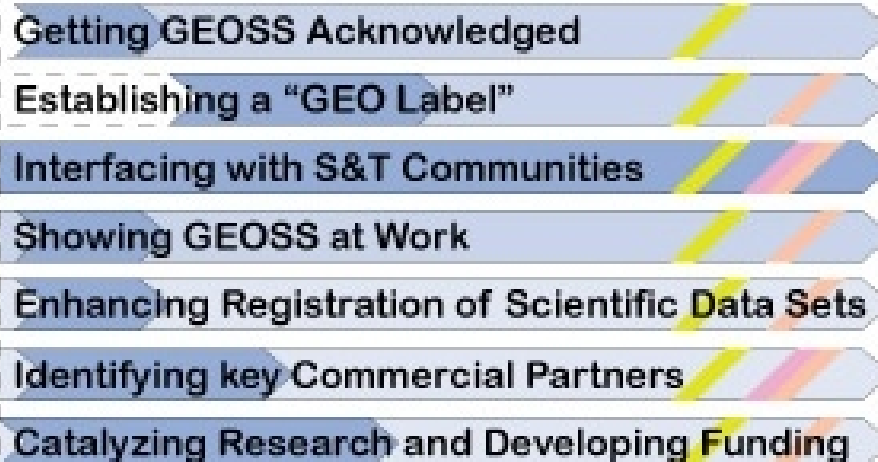 Getting GEOSS Acknowledged
Establishing a “GEO Label”
Interfacing with S&T Communities
Showing GEOSS at Work
Enhancing Registration of Scientific Data Sets
Identifying key Commercial Partners
Catalyzing Research and Developing Funding